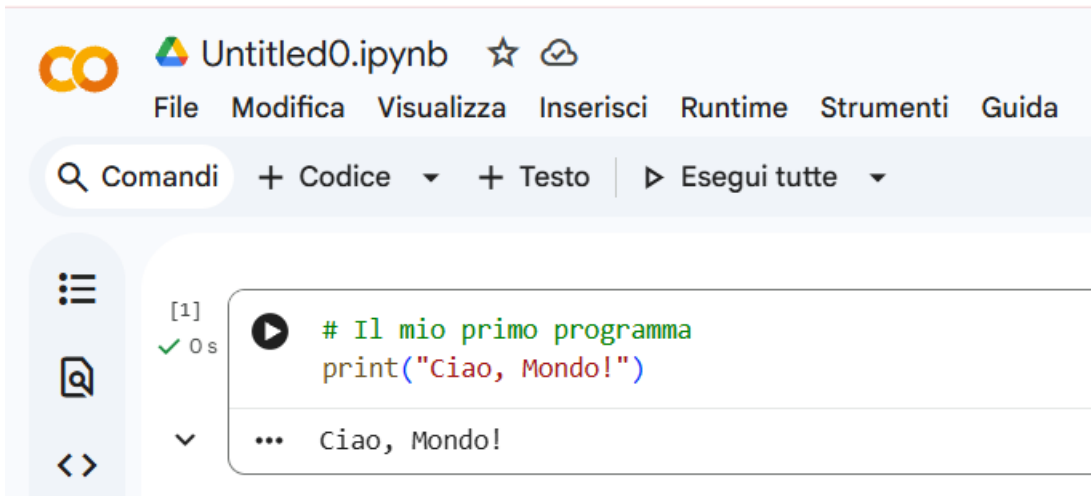 Untitled0.ipynb
File Modifica Visualizza Inserisci Runtime Strumenti Guida
Comandi + Codice + Testo Esegui tutte
[1]
0 s
# Il mio primo programma
print("Ciao, Mondo!")
Ciao, Mondo!